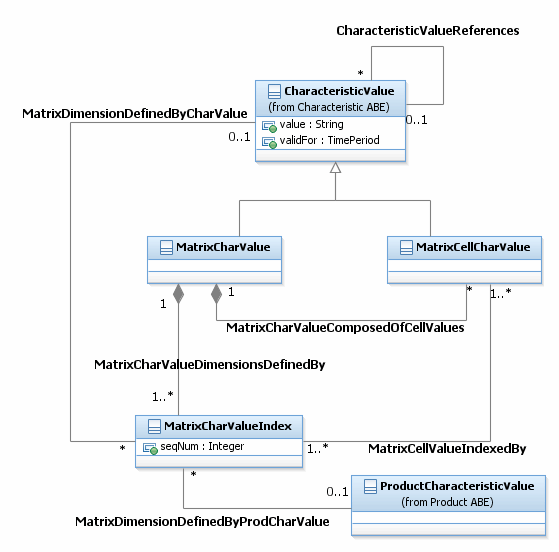 CharacteristicValueReferences
*
CharacteristicValue
(from Characteristic ABE)
MatrixDimensionDefinedByCharValue
0..1
value : String
0..1
validFor : TimePeriod
MatrixCharValue
MatrixCellCharValue
1
1
*
1..*
MatrixCharValueComposedOfCellValues
MatrixCharValueDimensionsDefinedBy
1..*
MatrixCharValueIndex
*
seqNum : Integer
1..*
MatrixCellValueIndexedBy
*
0..1
ProductCharacteristicValue
(from Product ABE)
MatrixDimensionDefinedByProdCharValue